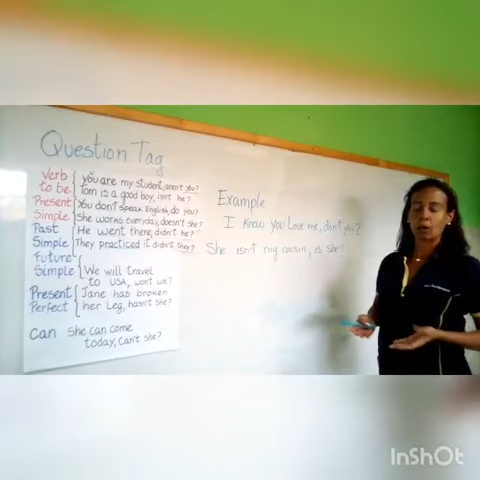 Question Tag
Verb to be
you are my student, aren't you?
Tom is a good boy, isn't he?
Present Simple
You don't speak English, do you?
She works everyday, doesn't she?
Past Simple
He went there, didn't he?
They practiced it didn't they?
Future Simple
We will travel
to USA, won't we?
Present Perfect
Jane has broken
her Leg, hasn't she?
Can
she can come
today, can't she?
Example
I know you Love me, don't you?
She isn't my cousin, is she?
InShOt